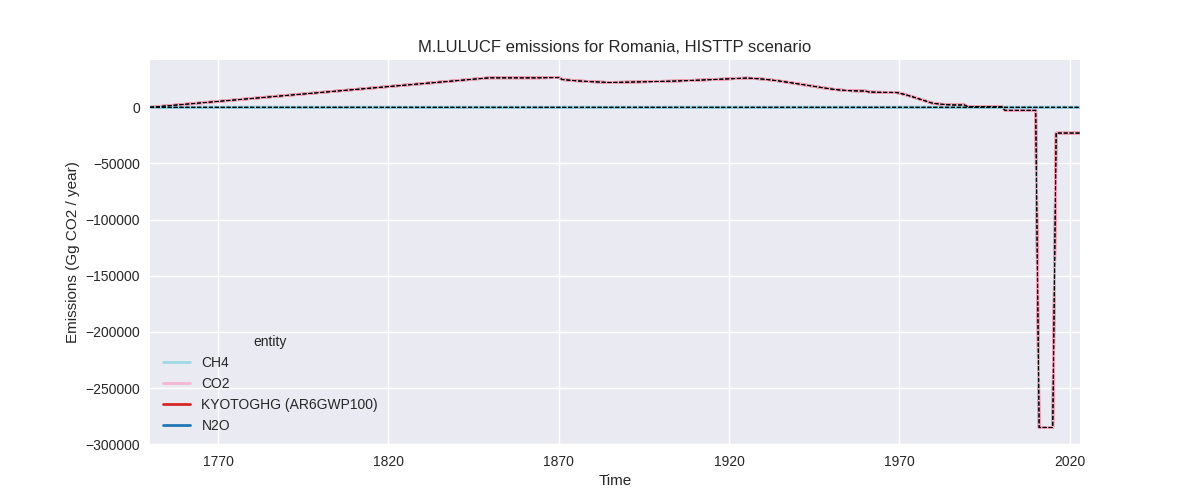 M.LULUCF emissions for Romania, HISTTP scenario
Emissions (Gg CO2 / year)
0
−50000
−100000
−150000
−200000
−250000
−300000
entity
CH4
CO2
KYOTOGHG (AR6GWP100)
N2O
1770 1820 1870 1920 1970 2020
Time